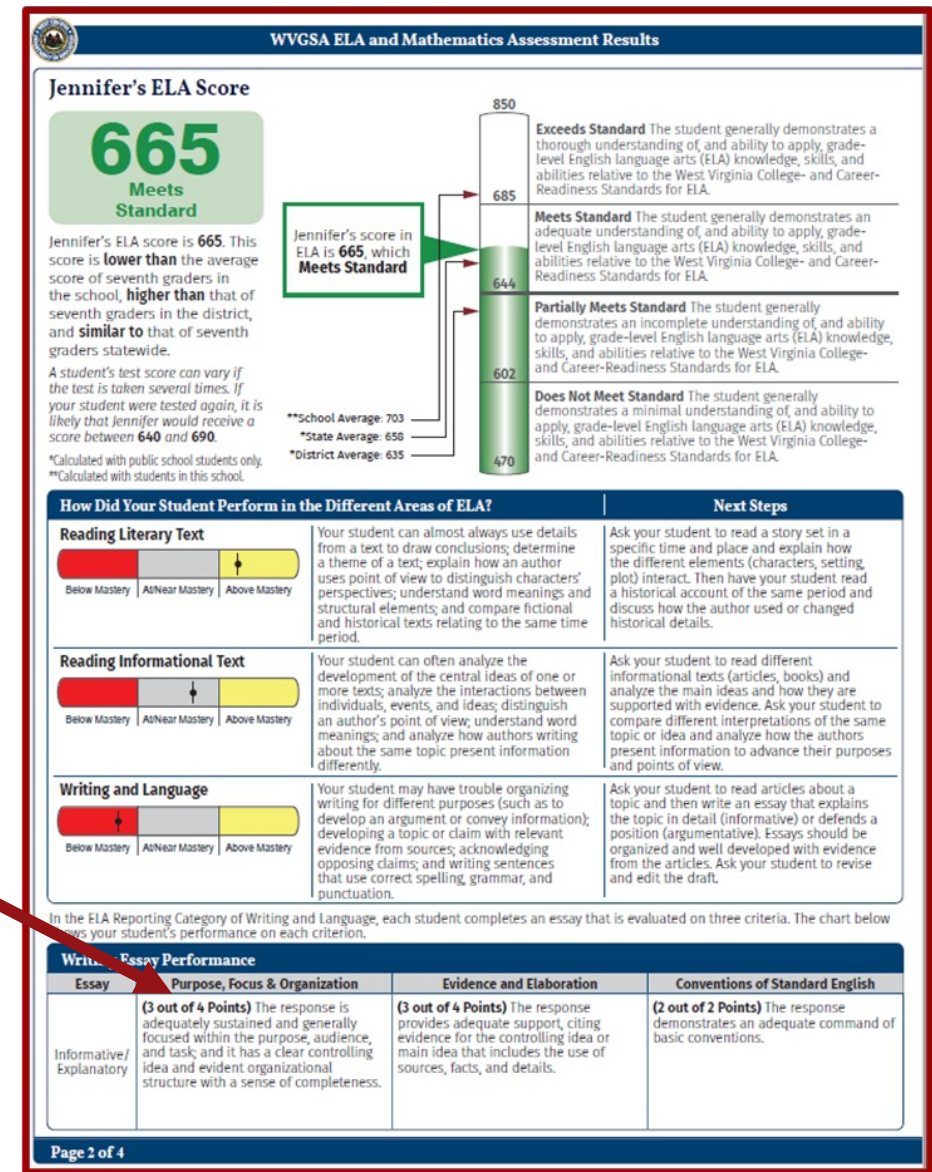 WVGSA ELA and Mathematics Assessment Results
Jennifer's ELA Score
665
Meets
Standard
Jennifer's ELA score is 665. This
score is lower than the average
score of seventh graders in
the school, higher than that of
seventh graders in the district,
and similar to that of seventh
graders statewide.
A student's test score can vary if
the test is taken several times. If
your student were tested again, it is
likely that Jennifer would receive a
score between 640 and 690.
*Calculated with public school students only.
**Calculated with students in this school.
Jennifer's score in
ELA is 665, which
Meets Standard
**School Average: 703
*State Average: 658
*District Average: 635
850
685
644
602
470
Exceeds Standard The student generally demonstrates a
thorough understanding of, and ability to apply, grade-
level English language arts (ELA) knowledge, skills, and
abilities relative to the West Virginia College- and Career-
Readiness Standards for ELA.
Meets Standard The student generally demonstrates an
adequate understanding of, and ability to apply, grade-
level English language arts (ELA) knowledge, skills, and
abilities relative to the West Virginia College- and Career-
Readiness Standards for ELA.
Partially Meets Standard The student generally
demonstrates an incomplete understanding of, and ability
to apply, grade-level English language arts (ELA) knowledge,
skills, and abilities relative to the West Virginia College-
and Career-Readiness Standards for ELA.
Does Not Meet Standard The student generally
demonstrates a minimal understanding of, and ability to
apply, grade-level English language arts (ELA) knowledge,
skills, and abilities relative to the West Virginia College-
and Career-Readiness Standards for ELA.
How Did Your Student Perform in the Different Areas of ELA?
Next Steps
Reading Literary Text
Below Mastery At/Near Mastery Above Mastery
Your student can almost always use details
from a text to draw conclusions; determine
a theme of a text; explain how an author
uses point of view to distinguish characters'
perspectives; understand word meanings and
structural elements; and compare fictional
and historical texts relating to the same time
period.
Ask your student to read a story set in a
specific time and place and explain how
the different elements (characters, setting,
plot) interact. Then have your student read
a historical account of the same period and
discuss how the author used or changed
historical details.
Reading Informational Text
Below Mastery At/Near Mastery Above Mastery
Your student can often analyze the
development of the central ideas of one or
more texts; analyze the interactions between
individuals, events, and ideas; distinguish
an author's point of view; understand word
meanings; and analyze how authors writing
about the same topic present information
differently.
Ask your student to read different
informational texts (articles, books) and
analyze the main ideas and how they are
supported with evidence. Ask your student to
compare different interpretations of the same
topic or idea and analyze how the authors
present information to advance their purposes
and points of view.
Writing and Language
Below Mastery At/Near Mastery Above Mastery
Your student may have trouble organizing
writing for different purposes (such as to
develop an argument or convey information);
developing a topic or claim with relevant
evidence from sources; acknowledging
opposing claims; and writing sentences
that use correct spelling, grammar, and
punctuation.
Ask your student to read articles about a
topic and then write an essay that explains
the topic in detail (informative) or defends a
position (argumentative). Essays should be
organized and well developed with evidence
from the articles. Ask your student to revise
and edit the draft.
In the ELA Reporting Category of Writing and Language, each student completes an essay that is evaluated on three criteria. The chart below
your student's performance on each criterion.
Essay Performance
Essay
Purpose, Focus & Organization
Evidence and Elaboration
Conventions of Standard English
Informative/
Explanatory
(3 out of 4 Points) The response is
adequately sustained and generally
focused within the purpose, audience,
and task; and it has a clear controlling
idea and evident organizational
structure with a sense of completeness.
(3 out of 4 Points) The response
provides adequate support, citing
evidence for the controlling idea or
main idea that includes the use of
sources, facts, and details.
(2 out of 2 Points) The response
demonstrates an adequate command of
basic conventions.
Page 2 of 4